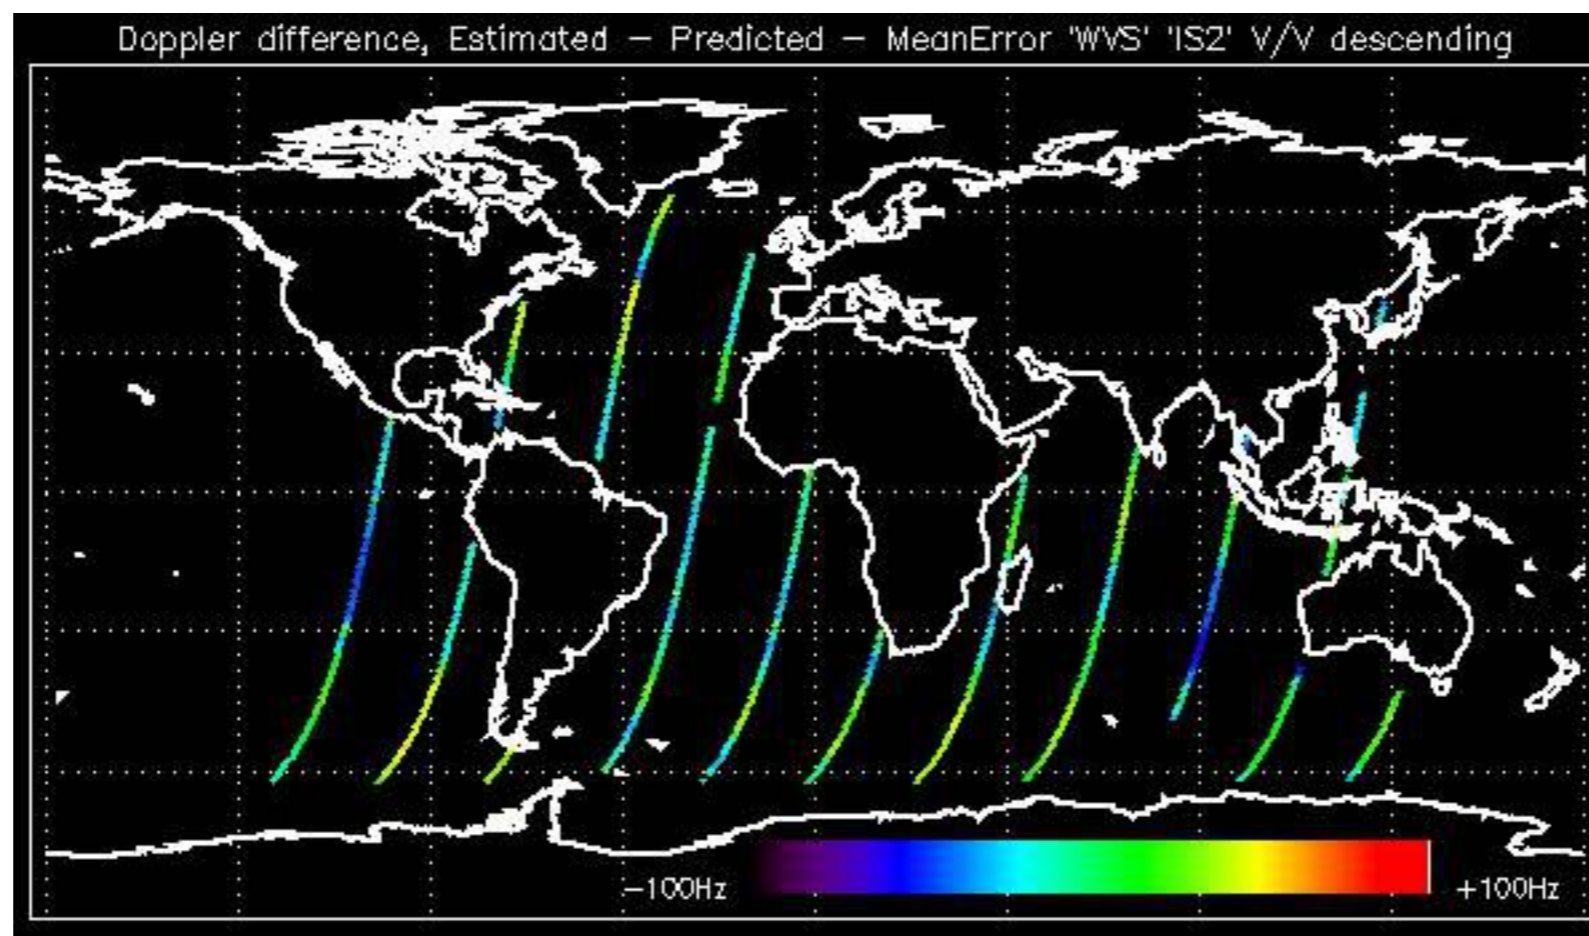 Doppler difference, Estimated – Predicted – MeanError 'WVS' 'IS2' V/V descending
−100Hz
+100Hz